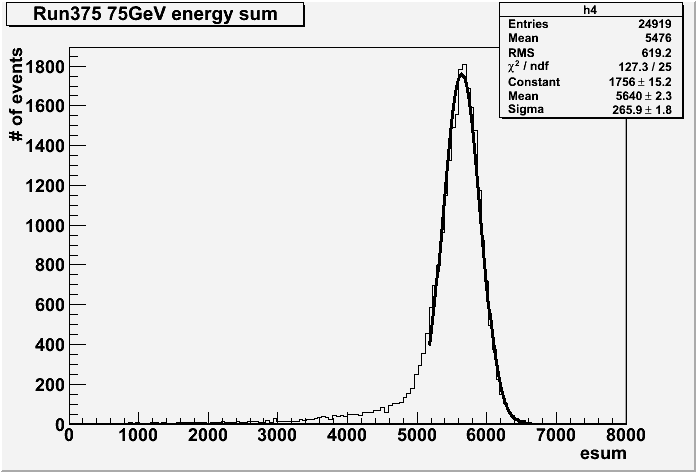 Run375 75GeV energy sum
h4
Entries 24919
Mean 5476
RMS 619.2
χ² / ndf 127.3 / 25
Constant 1756 ± 15.2
Mean 5640 ± 2.3
Sigma 265.9 ± 1.8
# of events
1800
1600
1400
1200
1000
800
600
400
200
0
0 1000 2000 3000 4000 5000 6000 7000 8000
esum